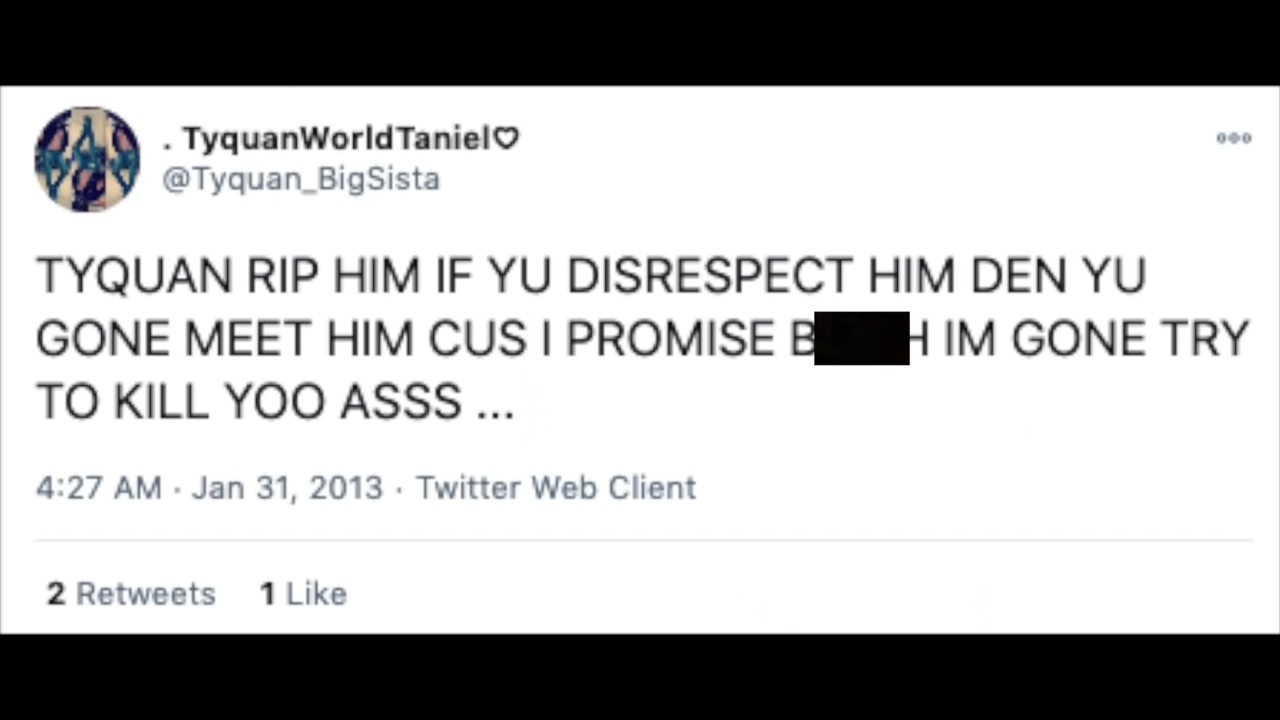 . TyquanWorldTaniel♡
@Tyquan_BigSista
TYQUAN RIP HIM IF YU DISRESPECT HIM DEN YU
GONE MEET HIM CUS I PROMISE B H IM GONE TRY
TO KILL YOO ASSS ...
4:27 AM · Jan 31, 2013 · Twitter Web Client
2 Retweets 1 Like